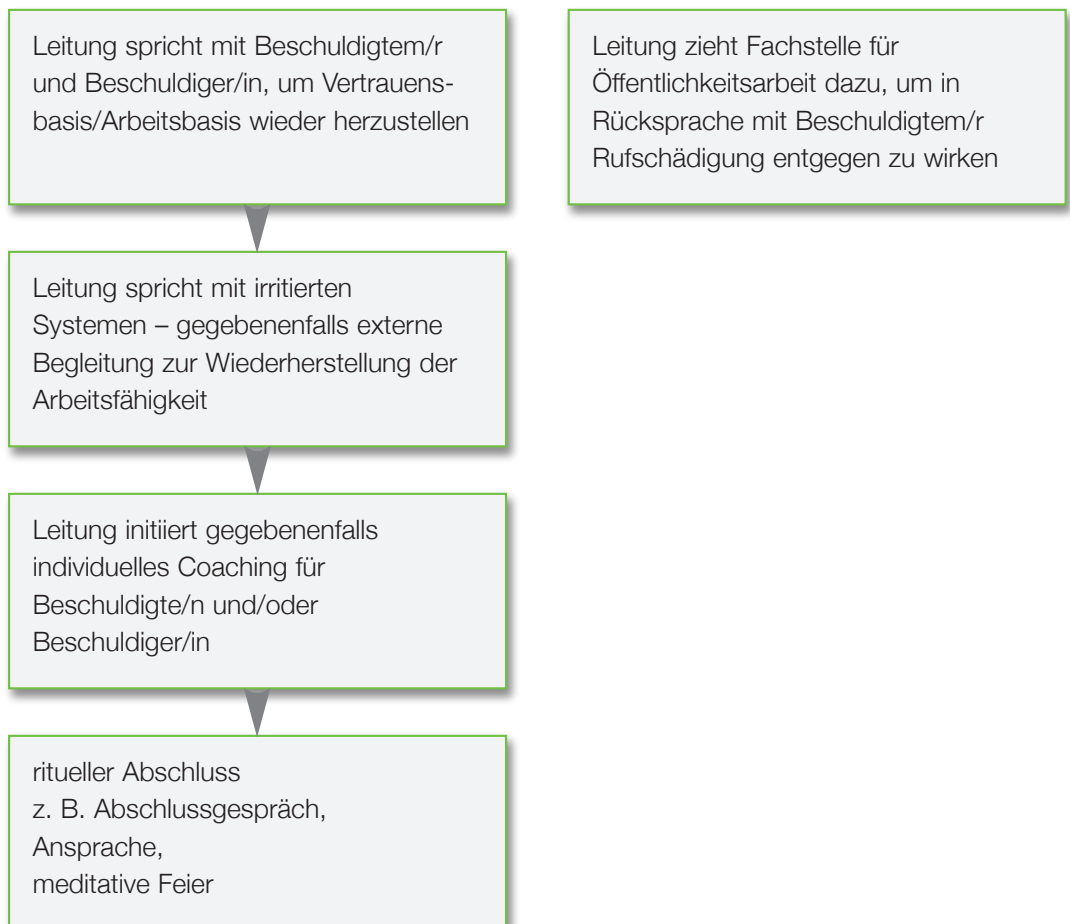 Leitung spricht mit Beschuldigtem/r
und Beschuldiger/in, um Vertrauens-
basis/Arbeitsbasis wieder herzustellen
Leitung zieht Fachstelle für
Öffentlichkeitsarbeit dazu, um in
Rücksprache mit Beschuldigtem/r
Rufschädigung entgegen zu wirken
Leitung spricht mit irritierten
Systemen – gegebenenfalls externe
Begleitung zur Wiederherstellung der
Arbeitsfähigkeit
Leitung initiiert gegebenenfalls
individuelles Coaching für
Beschuldigte/n und/oder
Beschuldiger/in
ritueller Abschluss
z. B. Abschlussgespräch,
Ansprache,
meditative Feier